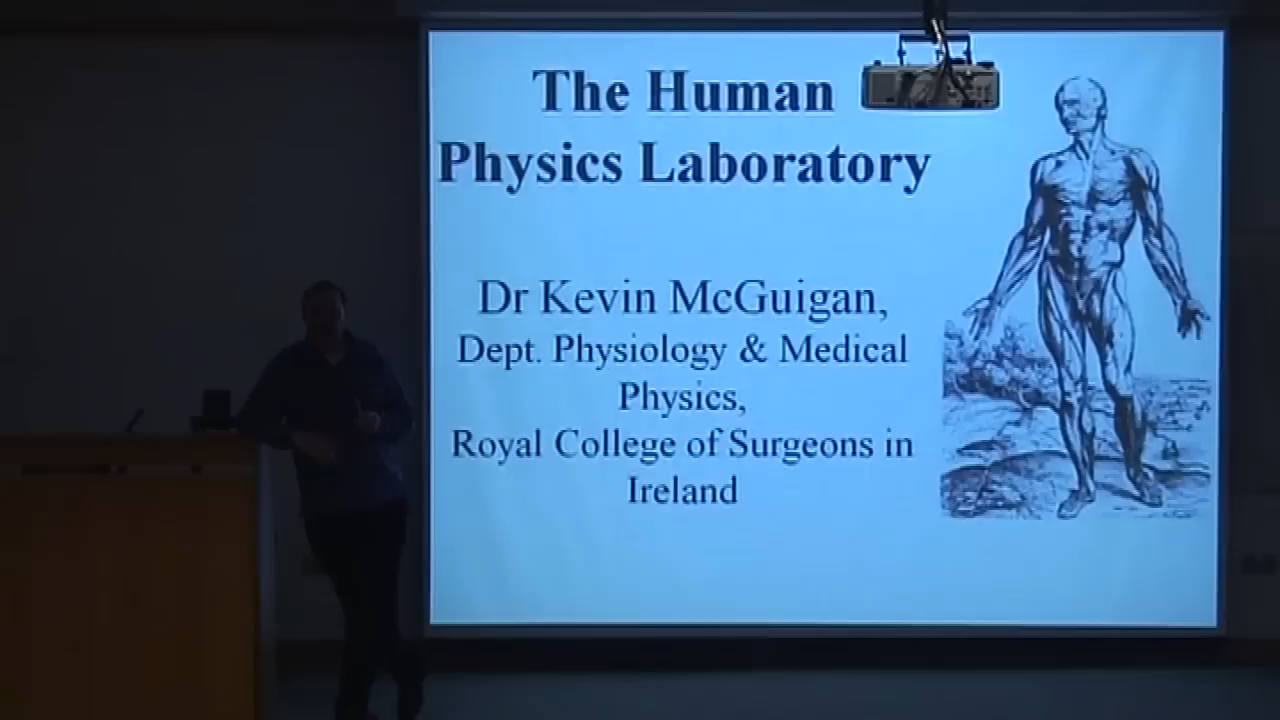 The Human
Physics Laboratory
Dr Kevin McGuigan,
Dept. Physiology & Medical
Physics,
Royal College of Surgeons in
Ireland